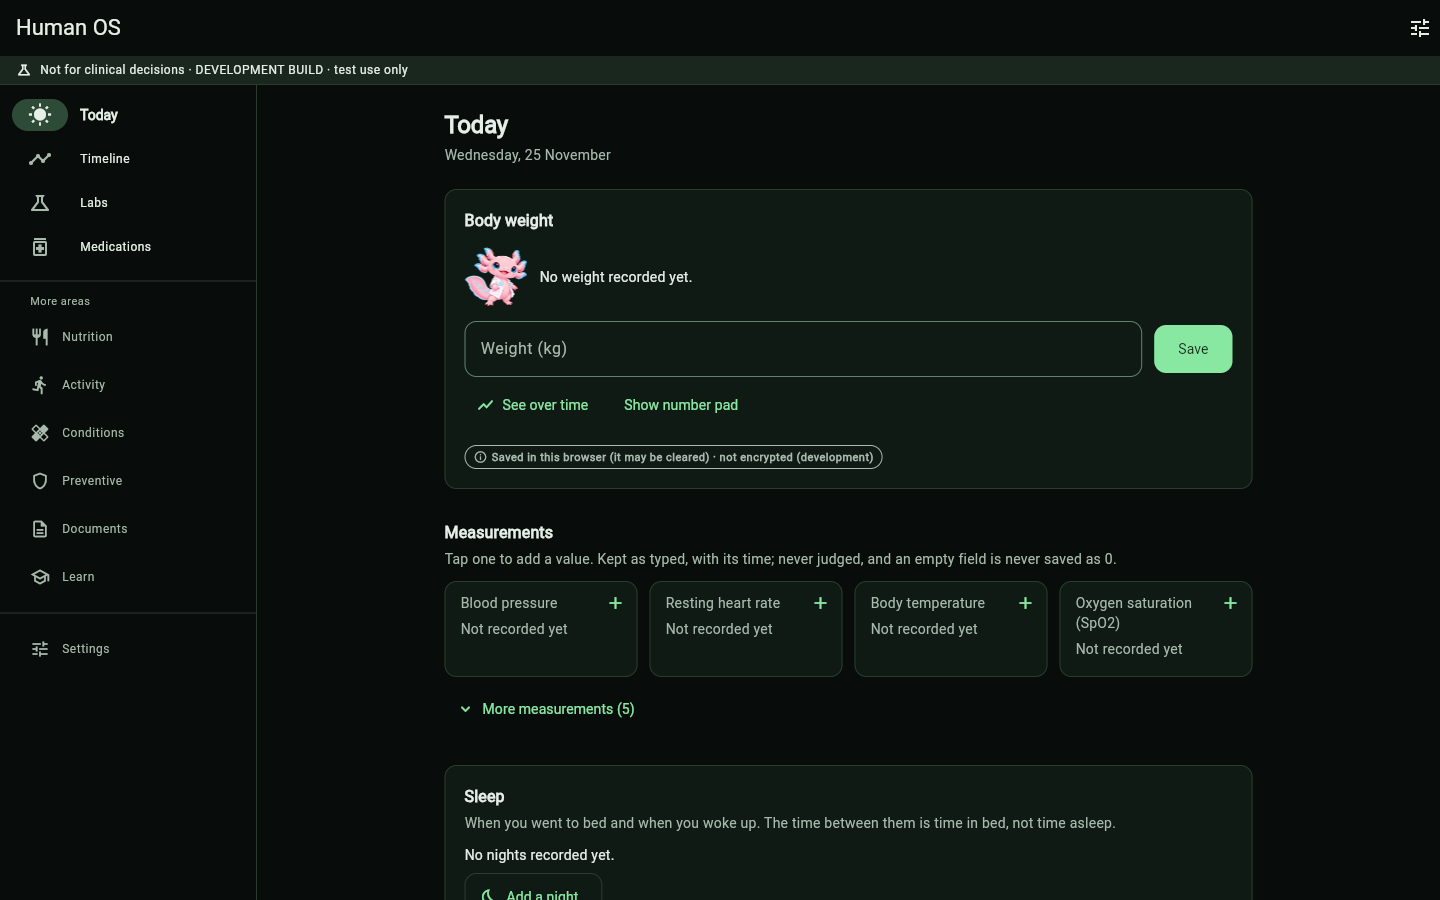 Human OS
Not for clinical decisions · DEVELOPMENT BUILD · test use only
Today
Timeline
Labs
Medications
More areas
Nutrition
Activity
Conditions
Preventive
Documents
Learn
Settings
Today
Wednesday, 25 November
Body weight
No weight recorded yet.
Weight (kg)
Save
See over time
Show number pad
Saved in this browser (it may be cleared) · not encrypted (development)
Measurements
Tap one to add a value. Kept as typed, with its time; never judged, and an empty field is never saved as 0.
Blood pressure
Not recorded yet
Resting heart rate
Not recorded yet
Body temperature
Not recorded yet
Oxygen saturation
(SpO2)
Not recorded yet
More measurements (5)
Sleep
When you went to bed and when you woke up. The time between them is time in bed, not time asleep.
No nights recorded yet.
Add a night